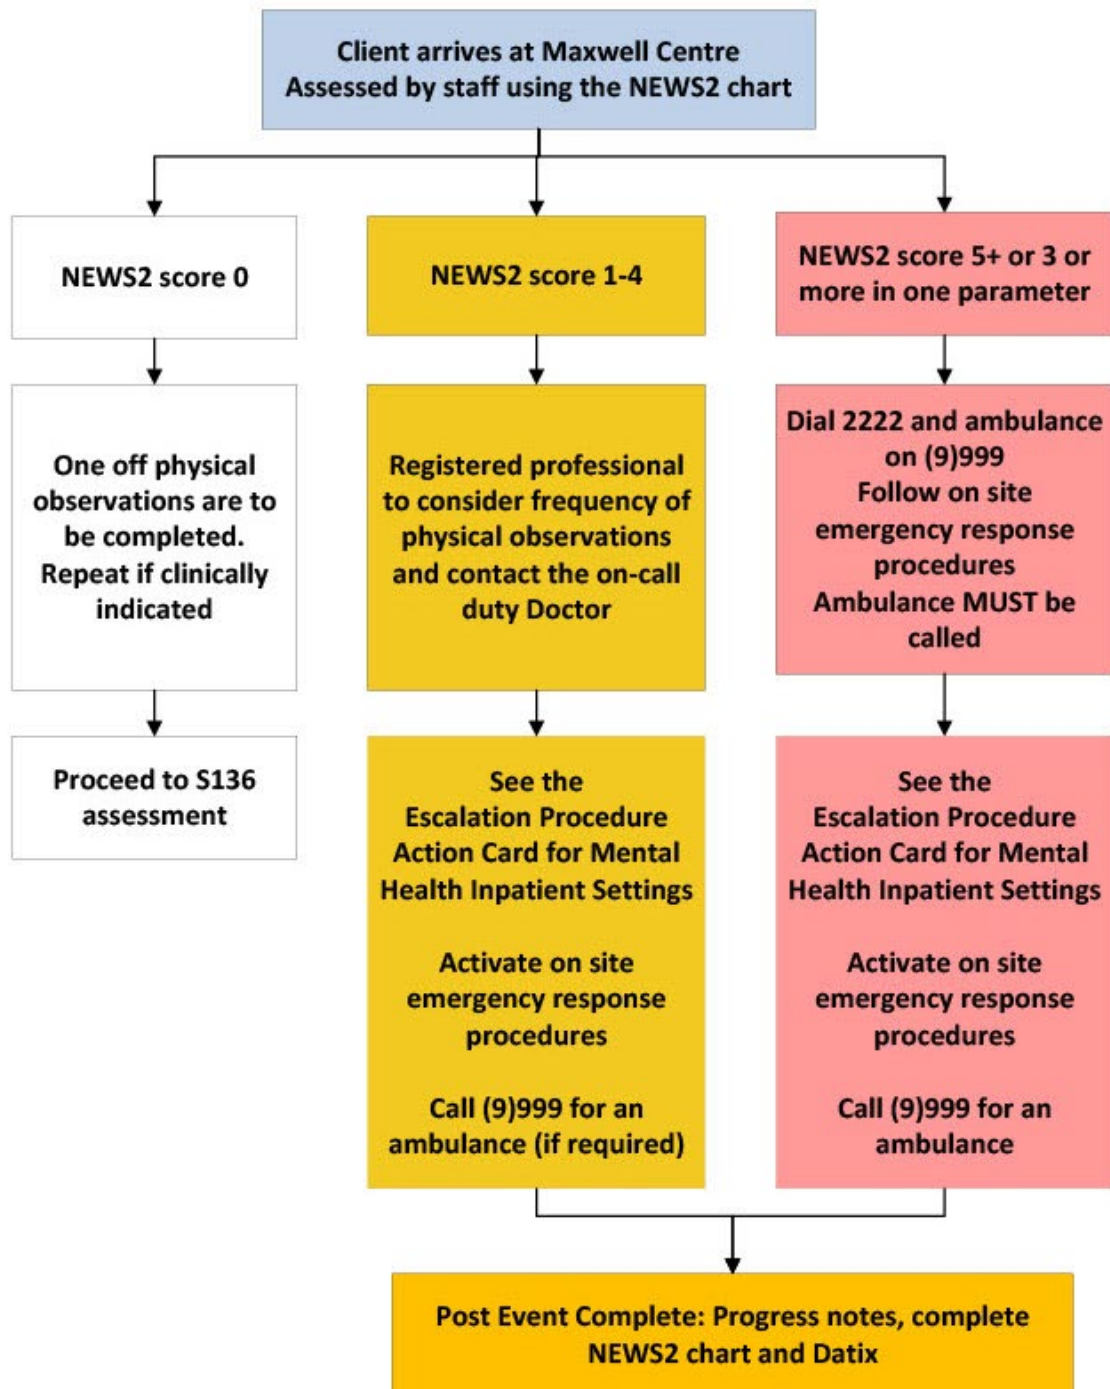 Client arrives at Maxwell Centre
Assessed by staff using the NEWS2 chart
NEWS2 score 0
NEWS2 score 1-4
NEWS2 score 5+ or 3 or
more in one parameter
One off physical
observations are to
be completed.
Repeat if clinically
indicated
Registered professional
to consider frequency of
physical observations
and contact the on-call
duty Doctor
Dial 2222 and ambulance
on (9)999
Follow on site
emergency response
procedures
Ambulance MUST be
called
Proceed to S136
assessment
See the
Escalation Procedure
Action Card for Mental
Health Inpatient Settings
Activate on site
emergency response
procedures
Call (9)999 for an
ambulance (if required)
See the
Escalation Procedure
Action Card for Mental
Health Inpatient Settings
Activate on site
emergency response
procedures
Call (9)999 for an
ambulance
Post Event Complete: Progress notes, complete
NEWS2 chart and Datix